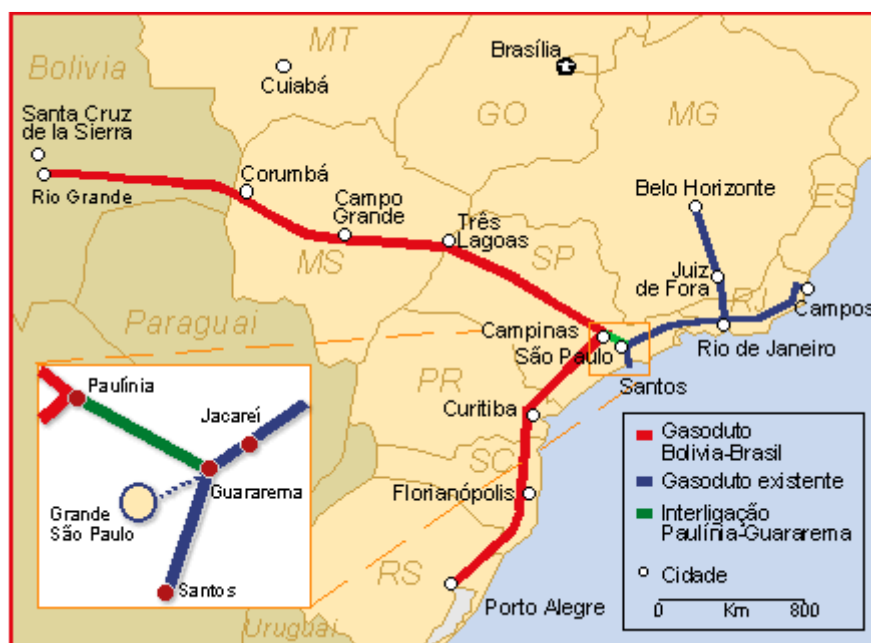 MT
Brasília
Bolivia
Cuiabá
GO
MG
Santa Cruz
de la Sierra
Rio Grande
Corumbá
Campo
Grande
Três
Lagoas
MS
SP
Belo Horizonte
ES
Juiz
de Fora
RJ
Campos
Paraguai
Campinas
São Paulo
Rio de Janeiro
Santos
PR
Curitiba
SC
Florianópolis
RS
Porto Alegre
Uruguai
Paulínia
Jacareí
Guararema
Grande
São Paulo
Santos
Gasoduto
Bolivia-Brasil
Gasoduto existente
Interligação
Paulínia-Guararema
Cidade
0 Km 800